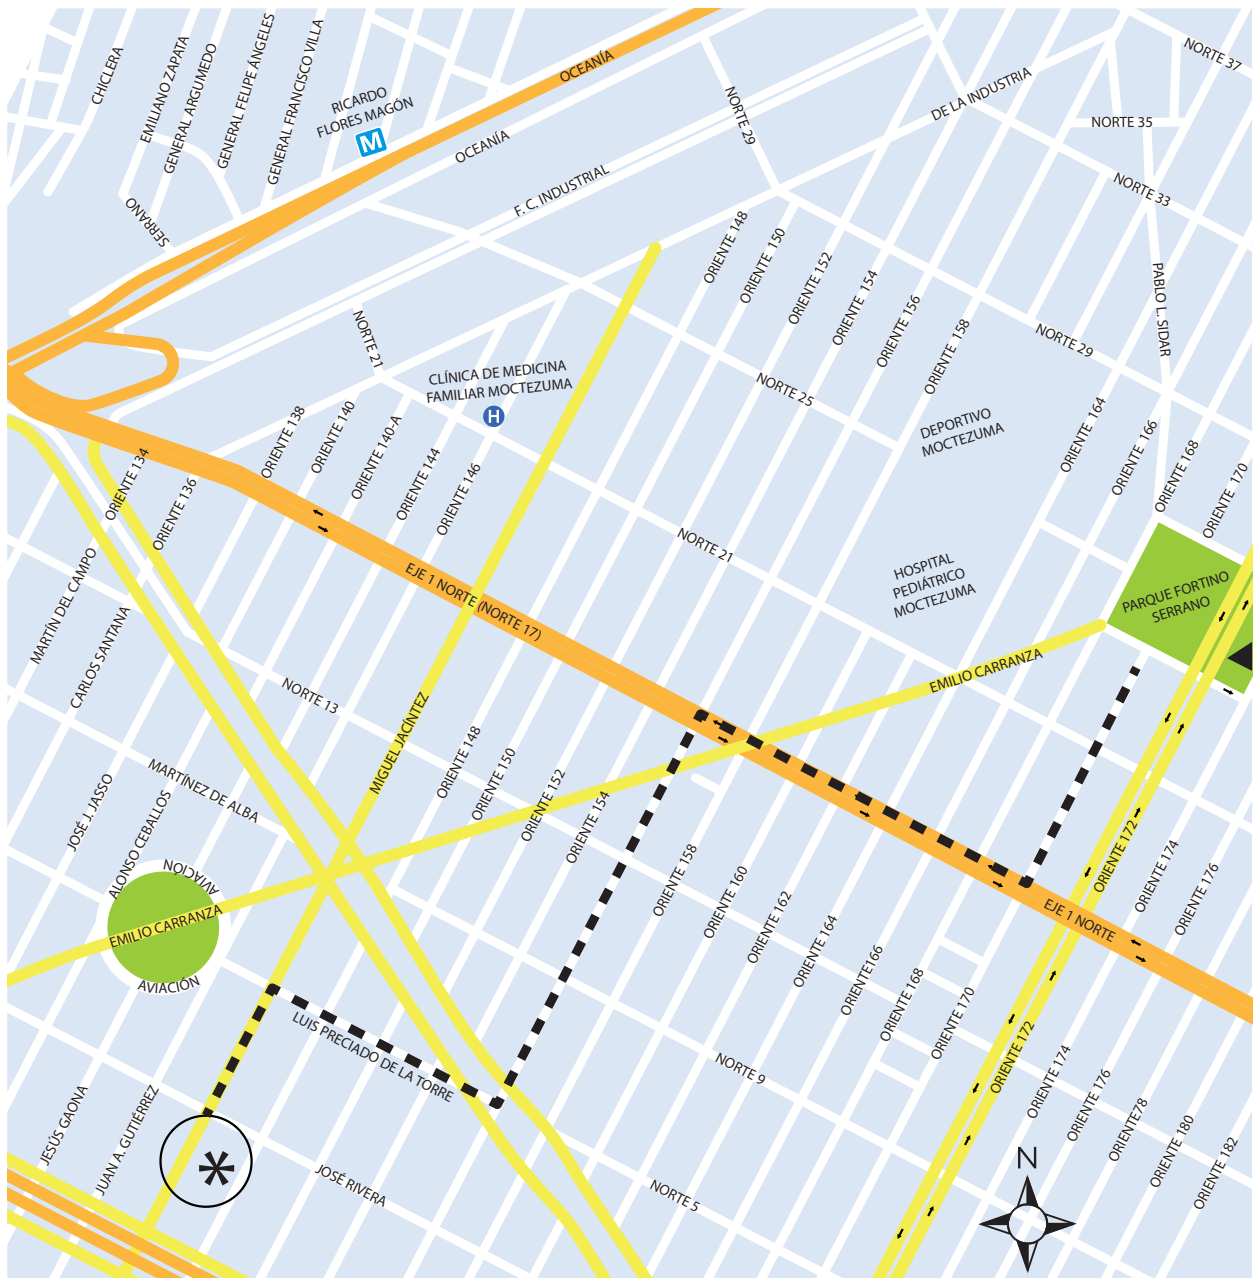 CHICLERA
EMILIANO ZAPATA
GENERAL ARGUMEDO
GENERAL FELIPE ÁNGELES
GENERAL FRANCISCO VILLA
RICARDO
FLORES MAGÓN
M
OCEANÍA
OCEANÍA
F. C. INDUSTRIAL
NORTE 29
DE LA INDUSTRIA
NORTE 37
NORTE 35
NORTE 33
SERRANO
ORIENTE 148
ORIENTE 150
ORIENTE 152
ORIENTE 154
ORIENTE 156
ORIENTE 158
PABLO L. SIDAR
NORTE 29
NORTE 21
CLÍNICA DE MEDICINA
FAMILIAR MOCTEZUMA
H
NORTE 25
DEPORTIVO
MOCTEZUMA
ORIENTE 164
ORIENTE 166
ORIENTE 168
ORIENTE 170
ORIENTE 134
ORIENTE 136
ORIENTE 138
ORIENTE 140
ORIENTE 140-A
ORIENTE 144
ORIENTE 146
NORTE 21
HOSPITAL
PEDIÁTRICO
MOCTEZUMA
PARQUE FORTINO
SERRANO
EJE 1 NORTE (NORTE 17)
MARTÍN DEL CAMPO
CARLOS SANTANA
EMILIO CARRANZA
NORTE 13
MIGUEL JACÍNTEZ
ORIENTE 148
ORIENTE 150
ORIENTE 152
ORIENTE 154
MARTÍNEZ DE ALBA
JOSÉ J. JASSO
ALONSO CEBALLOS
AVIACIÓN
EMILIO CARRANZA
AVIACIÓN
ORIENTE 158
ORIENTE 160
ORIENTE 162
ORIENTE 164
ORIENTE166
ORIENTE 168
ORIENTE 170
ORIENTE 172
ORIENTE 174
ORIENTE 176
EJE 1 NORTE
LUIS PRECIADO DE LA TORRE
NORTE 9
ORIENTE 172
ORIENTE 174
ORIENTE 176
ORIENTE78
ORIENTE 180
ORIENTE 182
JESÚS GAONA
JUAN A. GUTIÉRREZ
*
JOSÉ RIVERA
NORTE 5
N